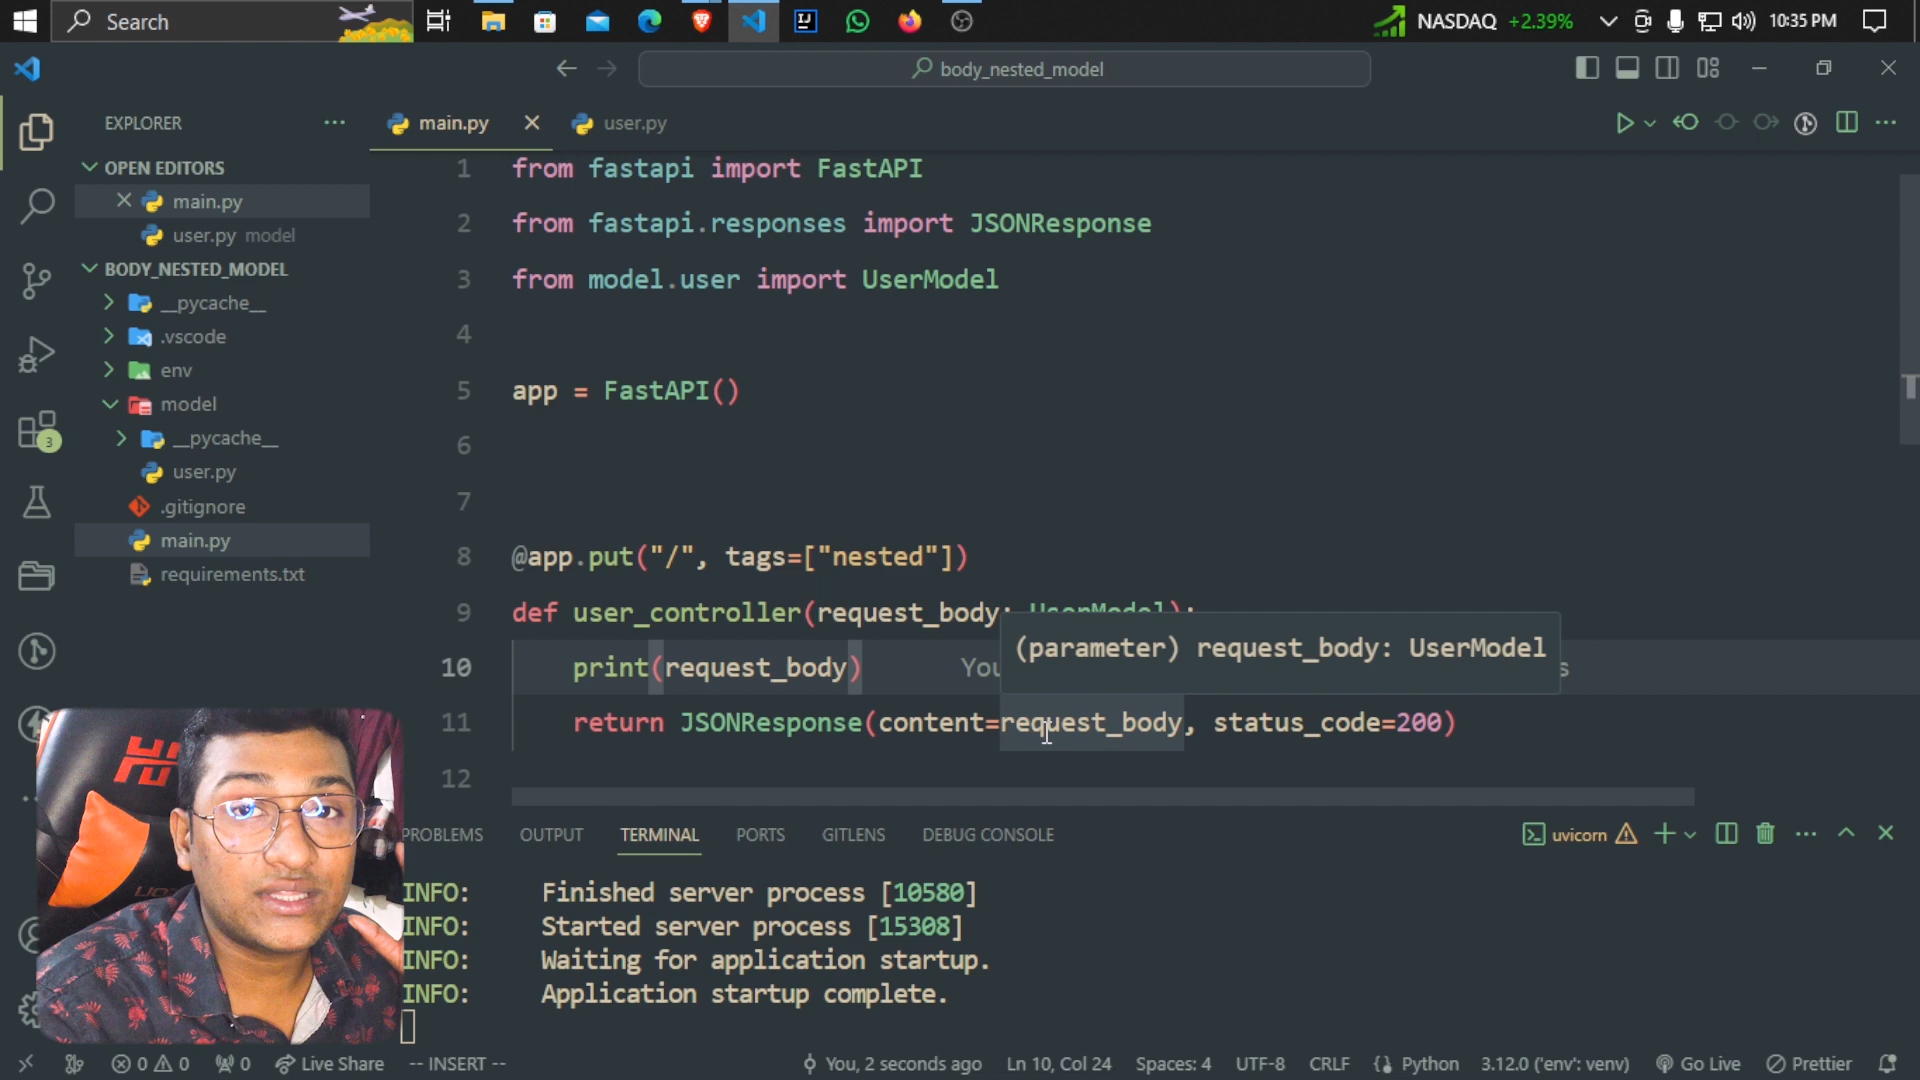 Search
NASDAQ +2.39%
10:35 PM
body_nested_model
EXPLORER
main.py
user.py
OPEN EDITORS
main.py
user.py model
BODY_NESTED_MODEL
__pycache__
.vscode
env
model
__pycache__
user.py
.gitignore
main.py
requirements.txt
3
1 from fastapi import FastAPI
2 from fastapi.responses import JSONResponse
3 from model.user import UserModel
4
5 app = FastAPI()
6
7
8 @app.put("/", tags=["nested"])
9 def user_controller(request_body: UserModel):
(parameter) request_body: UserModel
10 print(request_body) You
11 return JSONResponse(content=request_body, status_code=200)
12
PROBLEMS OUTPUT TERMINAL PORTS GITLENS DEBUG CONSOLE
uvicorn
INFO: Finished server process [10580]
INFO: Started server process [15308]
INFO: Waiting for application startup.
INFO: Application startup complete.
0 0 0 Live Share -- INSERT -- You, 2 seconds ago Ln 10, Col 24 Spaces: 4 UTF-8 CRLF Python 3.12.0 ('env': venv) Go Live Prettier